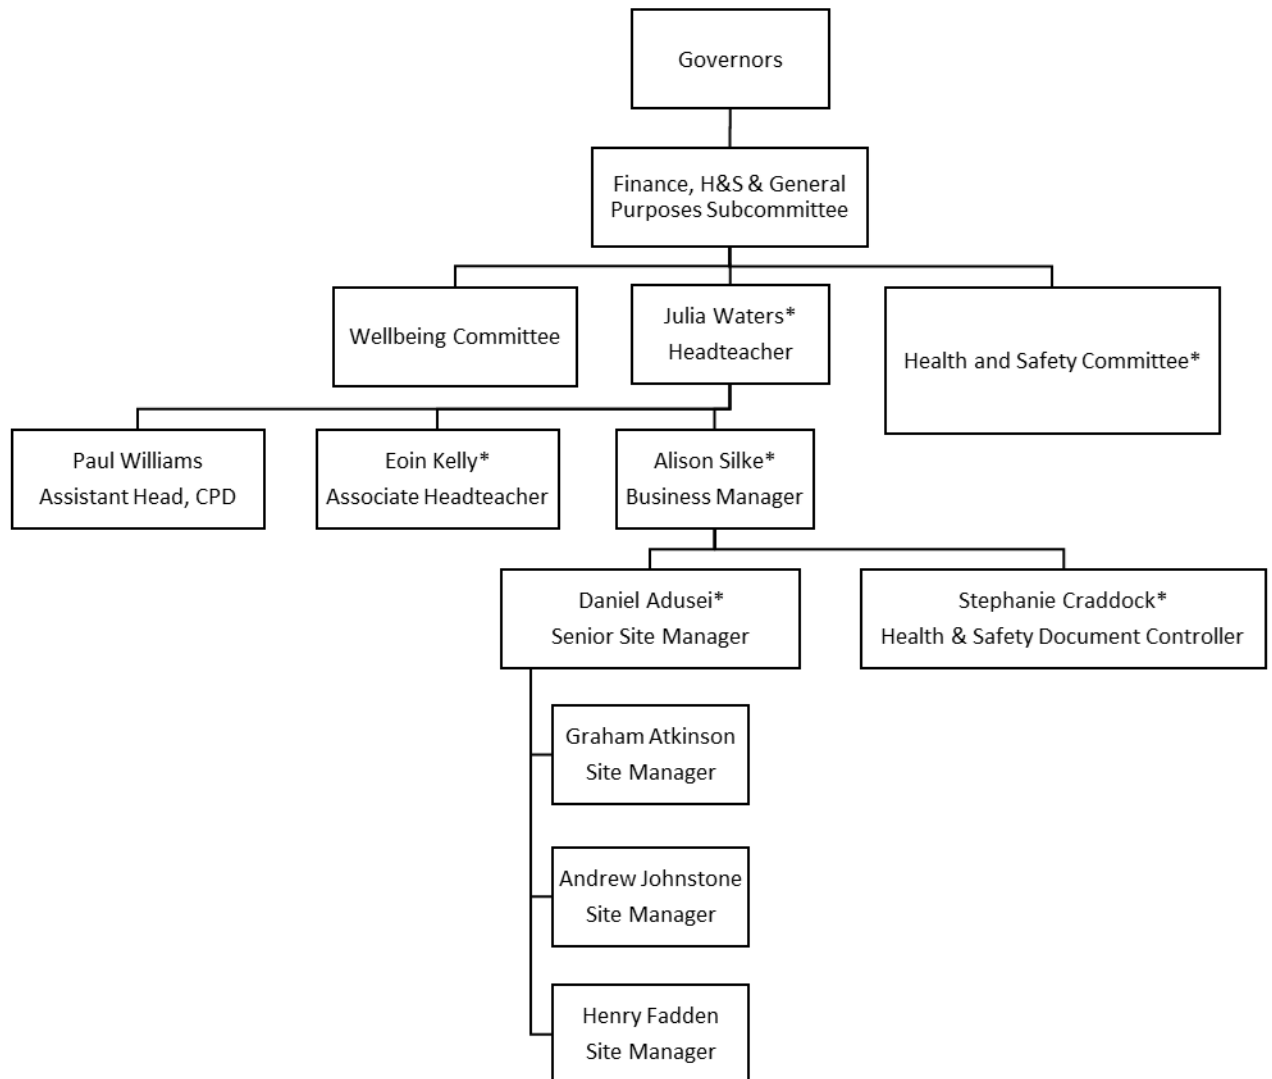 Governors
Finance, H&S & General
Purposes Subcommittee
Wellbeing Committee
Julia Waters*
Headteacher
Health and Safety Committee*
Paul Williams
Assistant Head, CPD
Eoin Kelly*
Associate Headteacher
Alison Silke*
Business Manager
Daniel Adusei*
Senior Site Manager
Stephanie Craddock*
Health & Safety Document Controller
Graham Atkinson
Site Manager
Andrew Johnstone
Site Manager
Henry Fadden
Site Manager